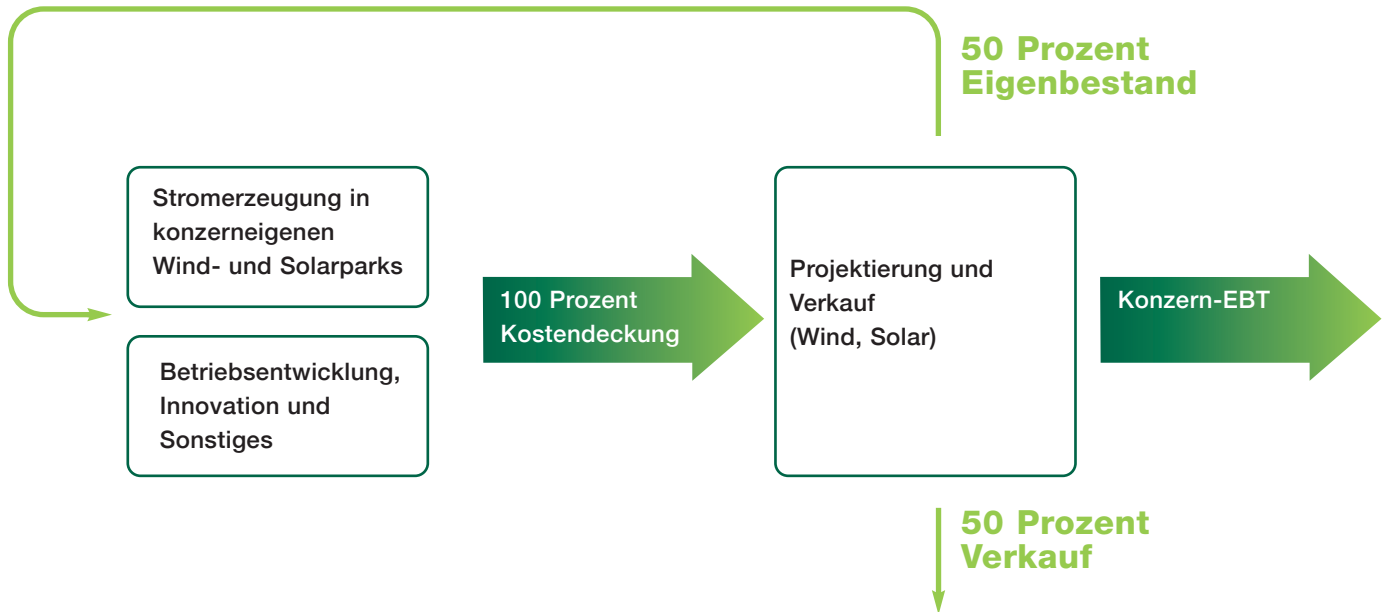 50 Prozent
Eigenbestand
Stromerzeugung in
konzerneigenen
Wind- und Solarparks
Betriebsentwicklung,
Innovation und
Sonstiges
100 Prozent
Kostendeckung
Projektierung und
Verkauf
(Wind, Solar)
Konzern-EBT
50 Prozent
Verkauf